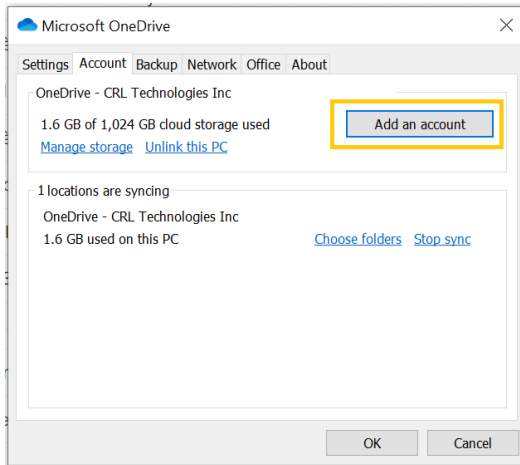 Microsoft OneDrive
Settings Account Backup Network Office About
OneDrive - CRL Technologies Inc
1.6 GB of 1,024 GB cloud storage used
Add an account
Manage storage Unlink this PC
1 locations are syncing
OneDrive - CRL Technologies Inc
1.6 GB used on this PC
Choose folders Stop sync
OK Cancel